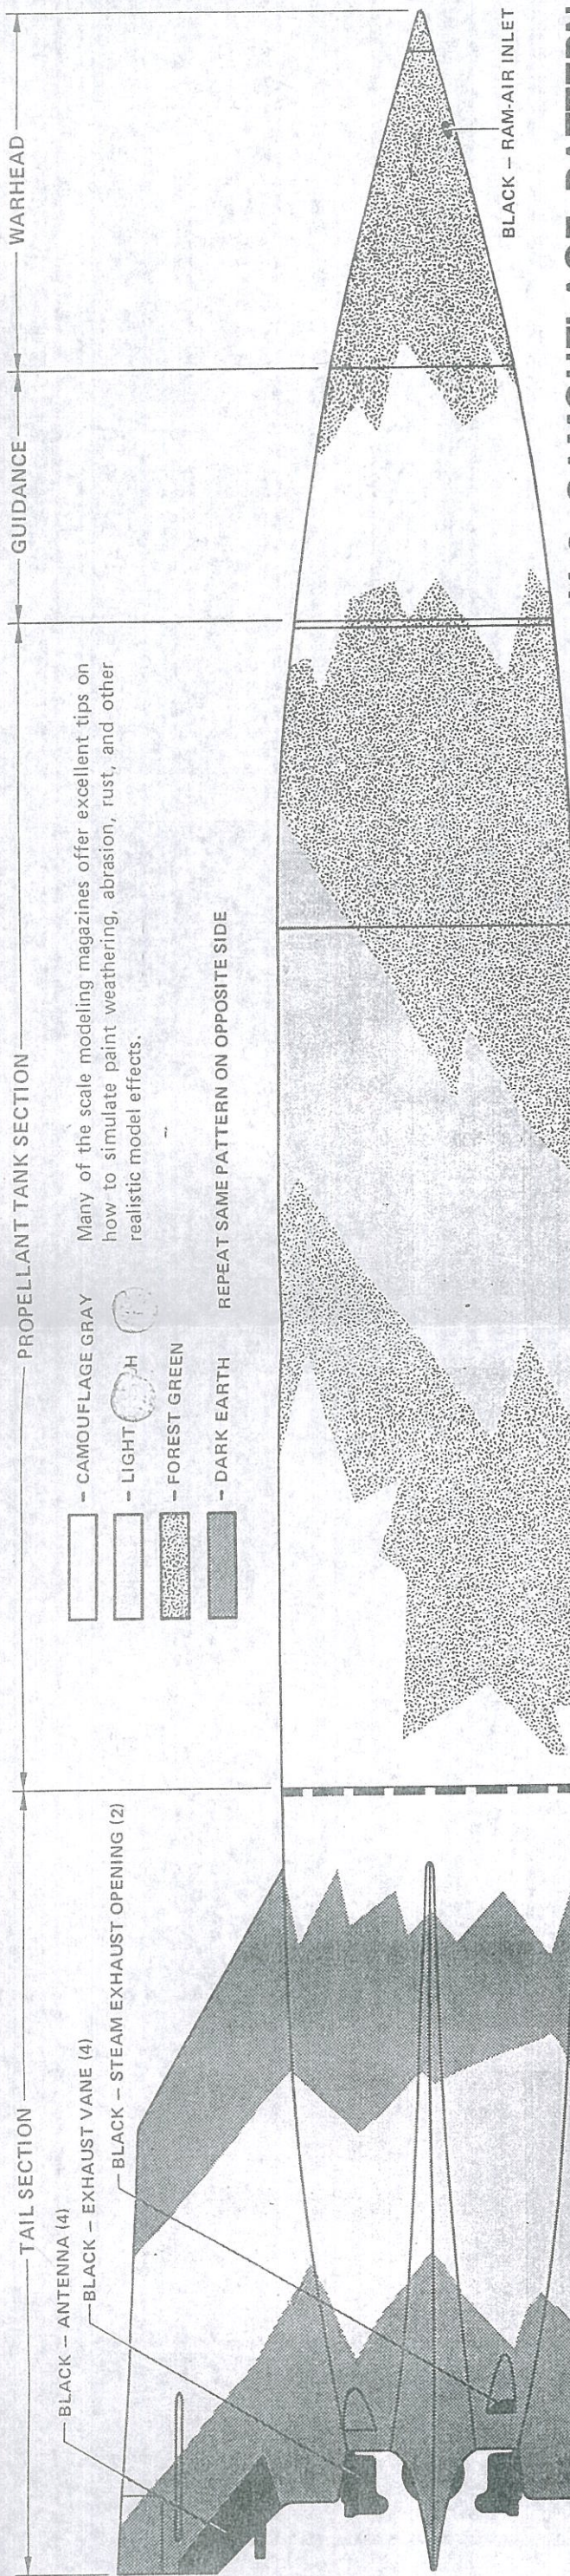 TAIL SECTION
PROPELLANT TANK SECTION
GUIDANCE
WARHEAD
BLACK – ANTENNA (4)
BLACK – EXHAUST VANE (4)
BLACK – STEAM EXHAUST OPENING (2)
– CAMOUFLAGE GRAY
– LIGHT
– FOREST GREEN
– DARK EARTH
Many of the scale modeling magazines offer excellent tips on
how to simulate paint weathering, abrasion, rust, and other
realistic model effects.
REPEAT SAME PATTERN ON OPPOSITE SIDE
BLACK – RAM-AIR INLET
CAMOUFLAGE PATTERN